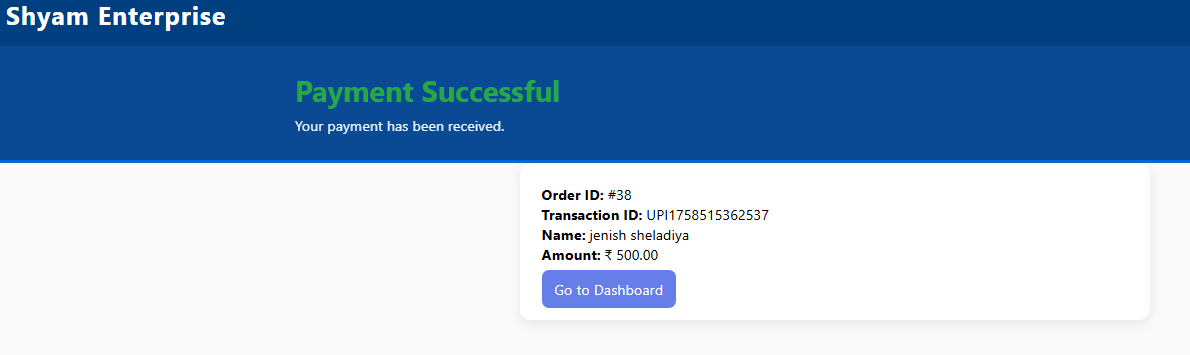 Shyam Enterprise
Payment Successful
Your payment has been received.
Order ID: #38
Transaction ID: UPI1758515362537
Name: jenish sheladiya
Amount: ₹ 500.00
Go to Dashboard